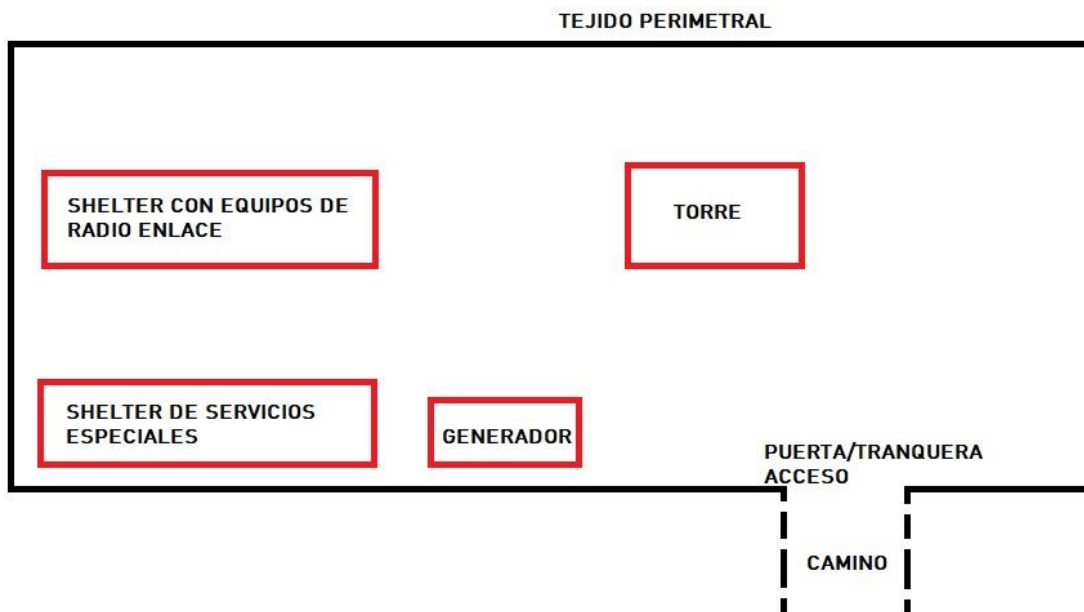 TEJIDO PERIMETRAL
SHELTER CON EQUIPOS DE
RADIO ENLACE
TORRE
SHELTER DE SERVICIOS
ESPECIALES
GENERADOR
PUERTA/TRANQUERA
ACCESO
CAMINO